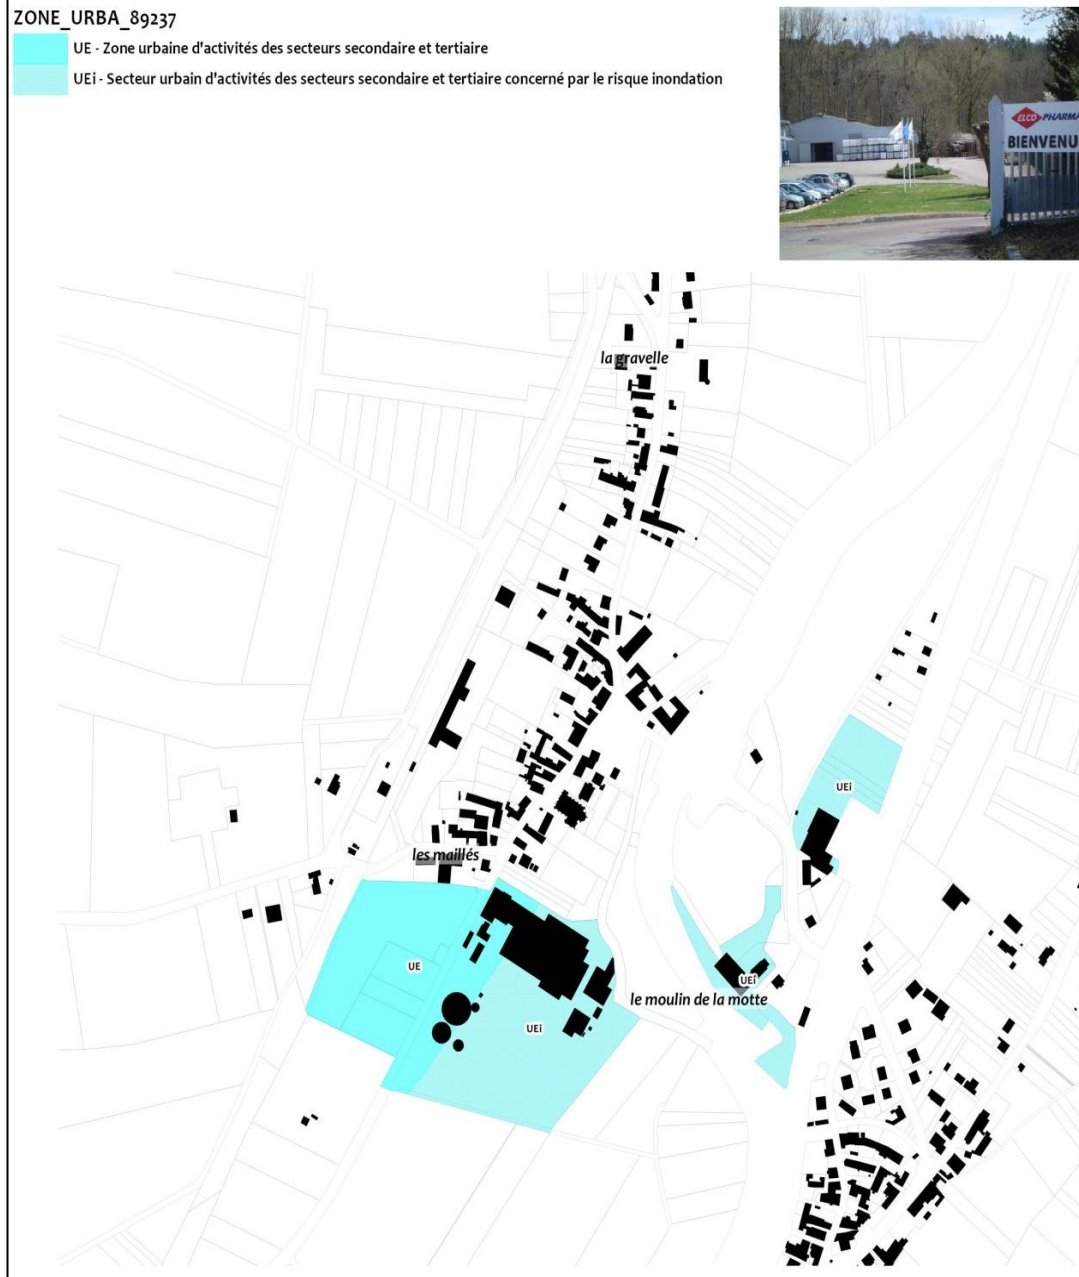 ZONE_URBA_89237
UE - Zone urbaine d'activités des secteurs secondaire et tertiaire
UEi - Secteur urbain d'activités des secteurs secondaire et tertiaire concerné par le risque inondation
ELCO PHARMA
BIENVENU
la gravelle
UEi
les maillés
UE
UEi
le moulin de la motte
UEi